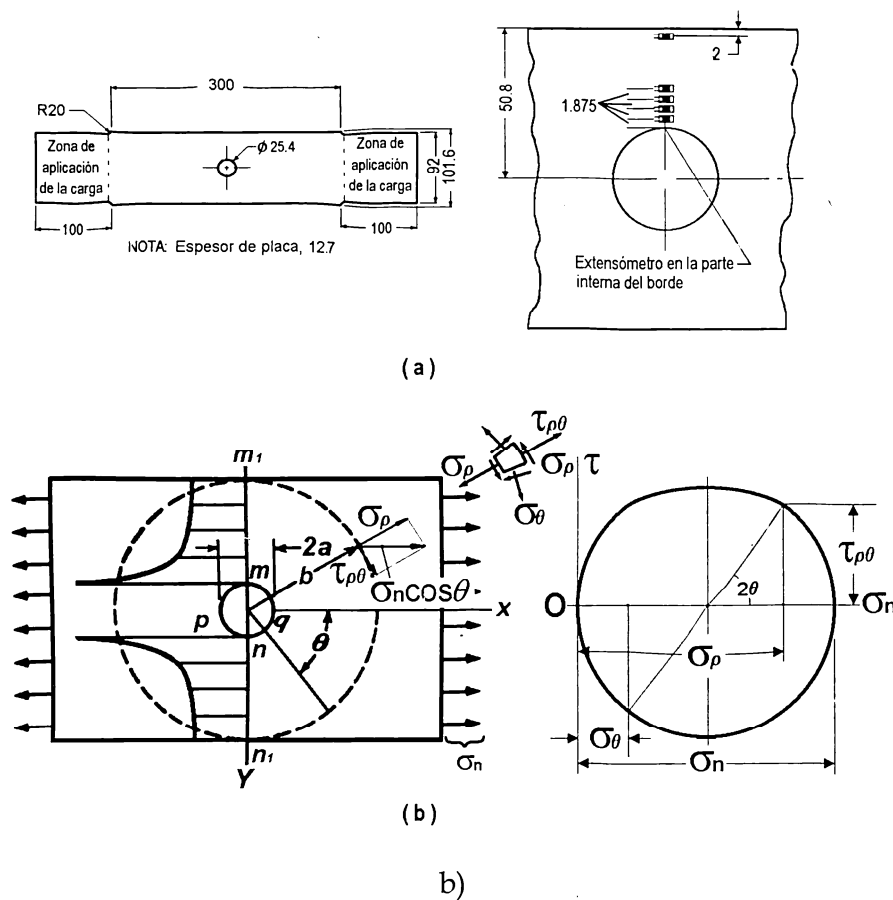 300
R20
Zona de
aplicación
de la carga
ϕ 25.4
Zona de
aplicación
de la carga
92
101.6
100
100
NOTA: Espesor de placa, 12.7
50.8
2
1.875
Extensómetro en la parte
interna del borde
(a)
m₁
σρ
2a
m
b
τρθ
σnCOSθ
p
q
x
n
θ
n₁
Y
σn
τρθ
σρ
σρ
σθ
τ
τρθ
O
2θ
σn
σρ
σθ
σn
(b)
b)